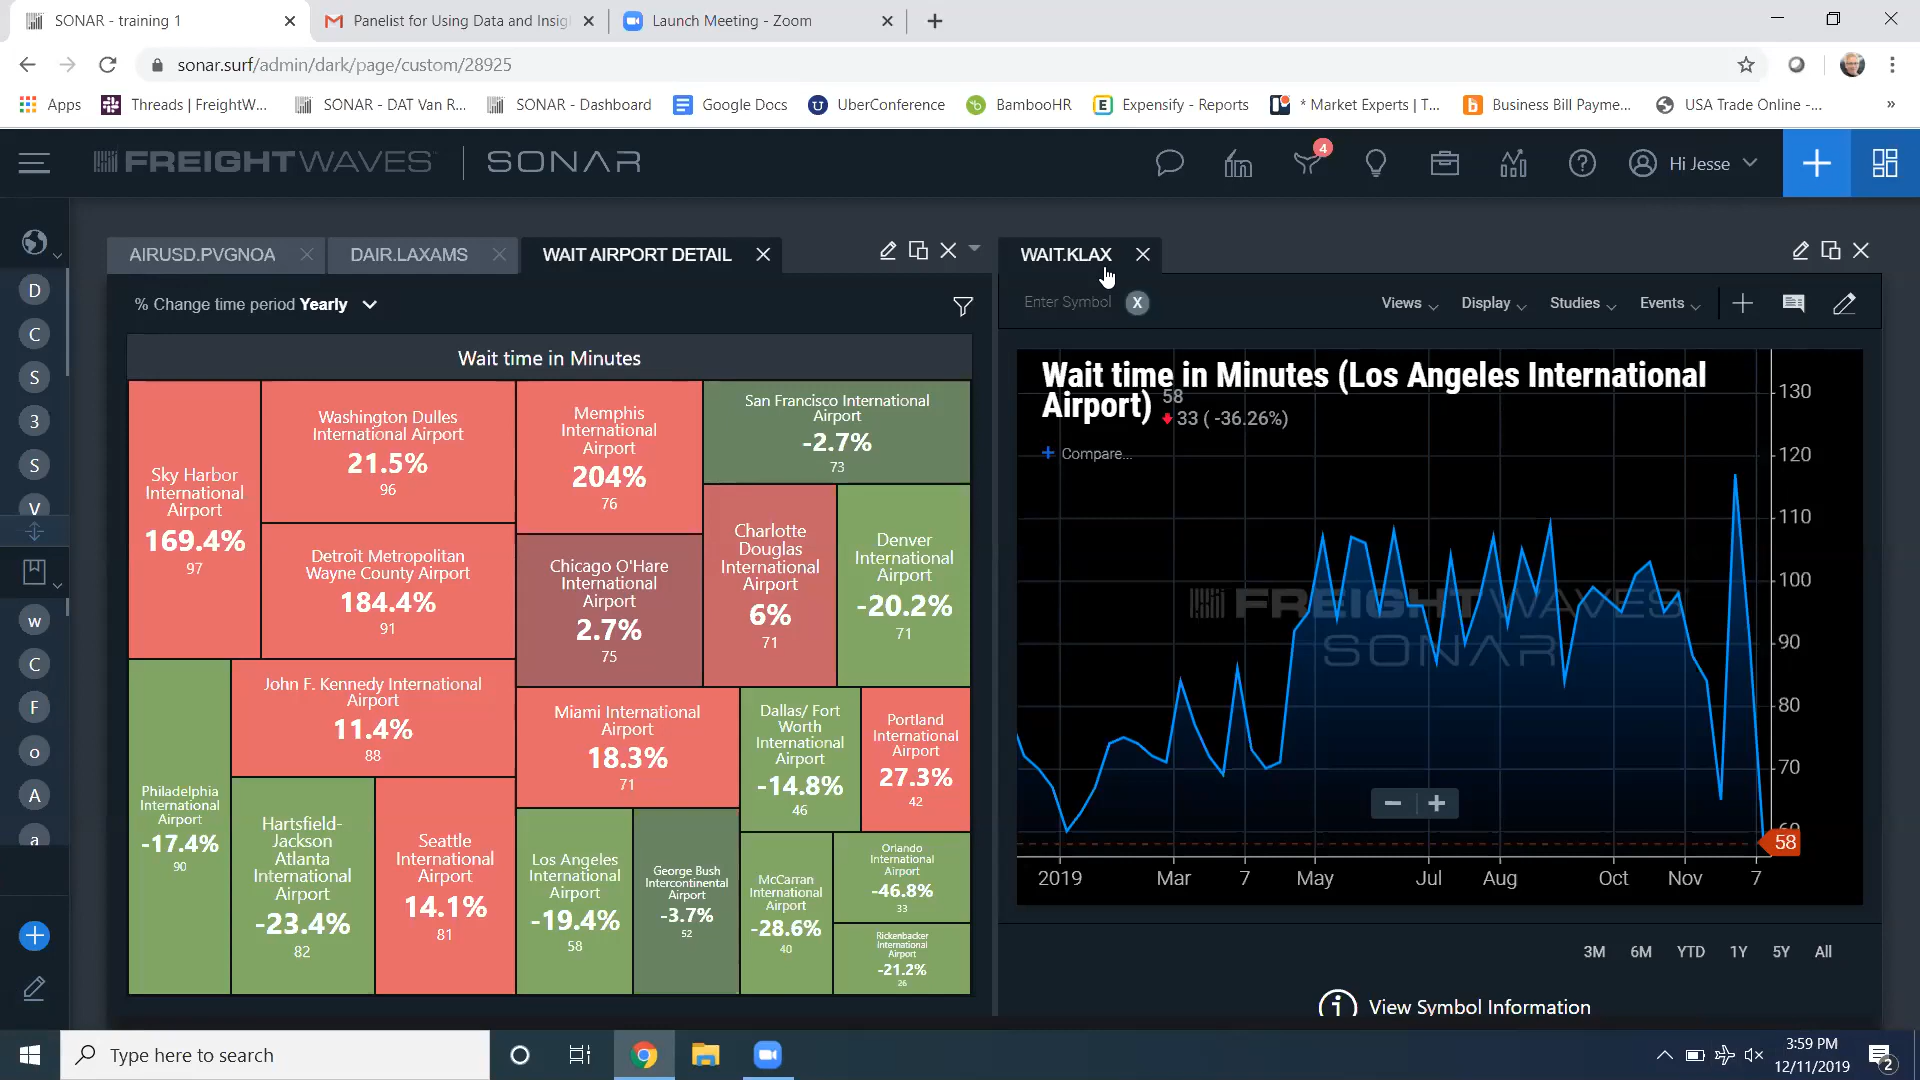 SONAR - training 1
Panelist for Using Data and Insig
Launch Meeting - Zoom
sonar.surf/admin/dark/page/custom/28925
Apps
Threads | FreightW...
SONAR - DAT Van R...
SONAR - Dashboard
Google Docs
UberConference
BambooHR
Expensify - Reports
* Market Experts | T...
Business Bill Payme...
USA Trade Online -...
»
FREIGHTWAVES
SONAR
4
Hi Jesse
D
C
S
3
S
V
w
C
F
o
A
a
AIRUSD.PVGNOA
DAIR.LAXAMS
WAIT AIRPORT DETAIL
% Change time period Yearly
Wait time in Minutes
Sky Harbor
International
Airport
169.4%
97
Washington Dulles
International Airport
21.5%
96
Detroit Metropolitan
Wayne County Airport
184.4%
91
Memphis
International
Airport
204%
76
Chicago O'Hare
International
Airport
2.7%
75
San Francisco International
Airport
-2.7%
73
Charlotte
Douglas
International
Airport
6%
71
Denver
International
Airport
-20.2%
71
Philadelphia
International
Airport
-17.4%
90
John F. Kennedy International
Airport
11.4%
88
Hartsfield-
Jackson
Atlanta
International
Airport
-23.4%
82
Seattle
International
Airport
14.1%
81
Miami International
Airport
18.3%
71
Los Angeles
International
Airport
-19.4%
58
George Bush
Intercontinental
Airport
-3.7%
52
Dallas/ Fort
Worth
International
Airport
-14.8%
46
Portland
International
Airport
27.3%
42
McCarran
International
Airport
-28.6%
40
Orlando
International
Airport
-46.8%
33
Rickenbacker
International
Airport
-21.2%
26
WAIT.KLAX
Enter Symbol
X
Views
Display
Studies
Events
Wait time in Minutes (Los Angeles International
Airport)
58
33 ( -36.26%)
Compare...
FREIGHTWAVES
SONAR
130
120
110
100
90
80
70
60
58
2019
Mar
7
May
Jul
Aug
Oct
Nov
7
3M
6M
YTD
1Y
5Y
All
View Symbol Information
Type here to search
3:59 PM
12/11/2019
2